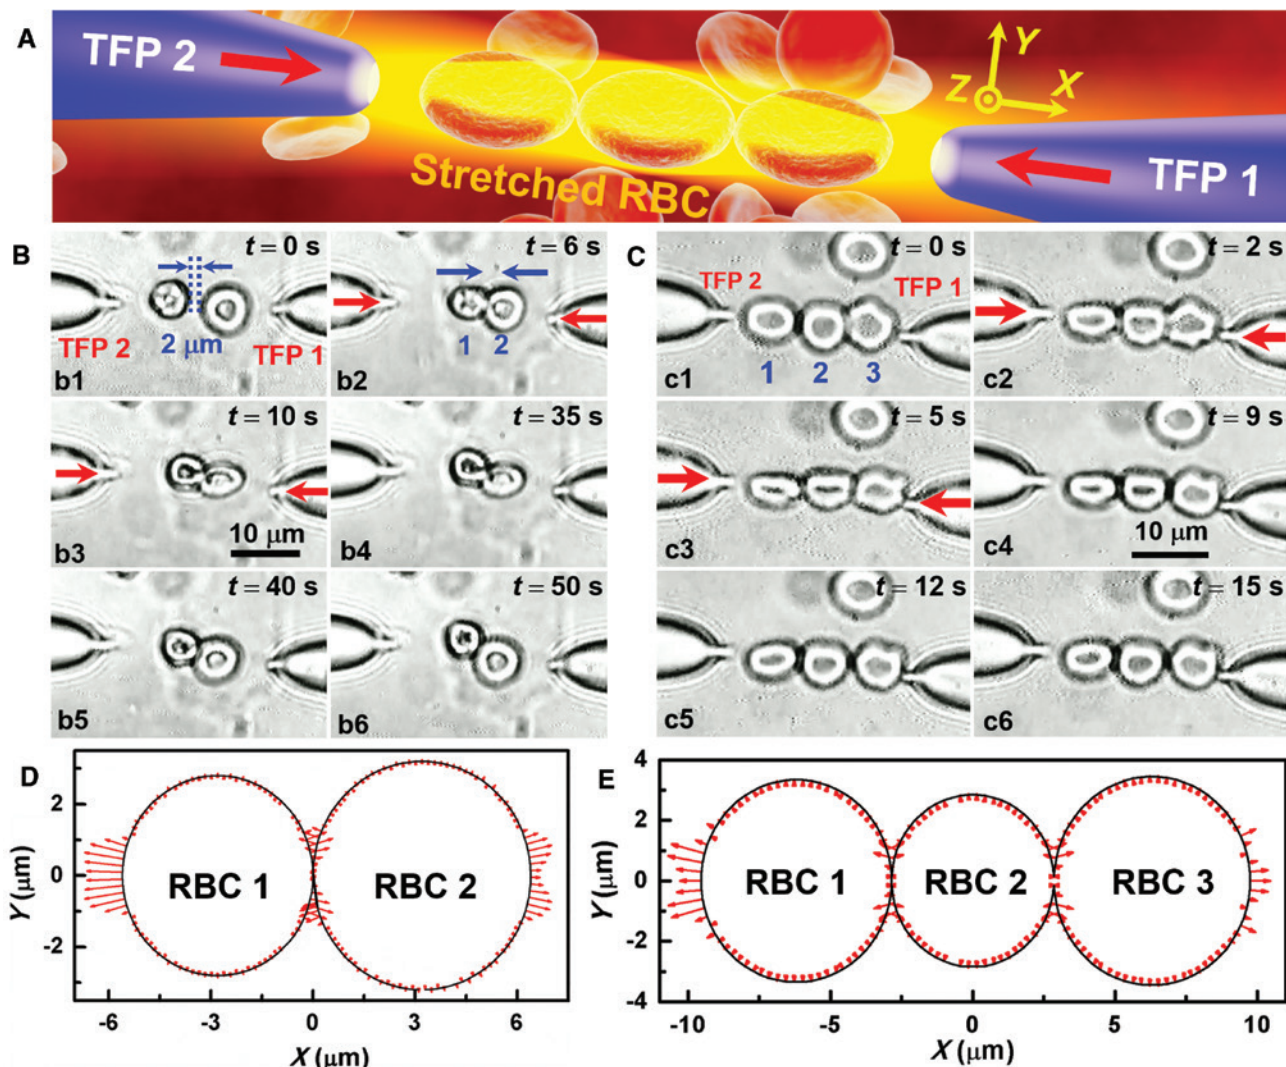 A
TFP 2
Stretched RBC
Y
Z
X
TFP 1
B
t = 0 s
TFP 2
2 μm
TFP 1
b1
t = 6 s
1
2
b2
t = 10 s
10 μm
b3
t = 35 s
b4
t = 40 s
b5
t = 50 s
b6
C
t = 0 s
TFP 2
TFP 1
1
2
3
c1
t = 2 s
c2
t = 5 s
c3
t = 9 s
10 μm
c4
t = 12 s
c5
t = 15 s
c6
D
Y (μm)
2
0
-2
RBC 1
RBC 2
-6
-3
0
3
6
X (μm)
E
Y (μm)
4
2
0
-2
-4
RBC 1
RBC 2
RBC 3
-10
-5
0
5
10
X (μm)